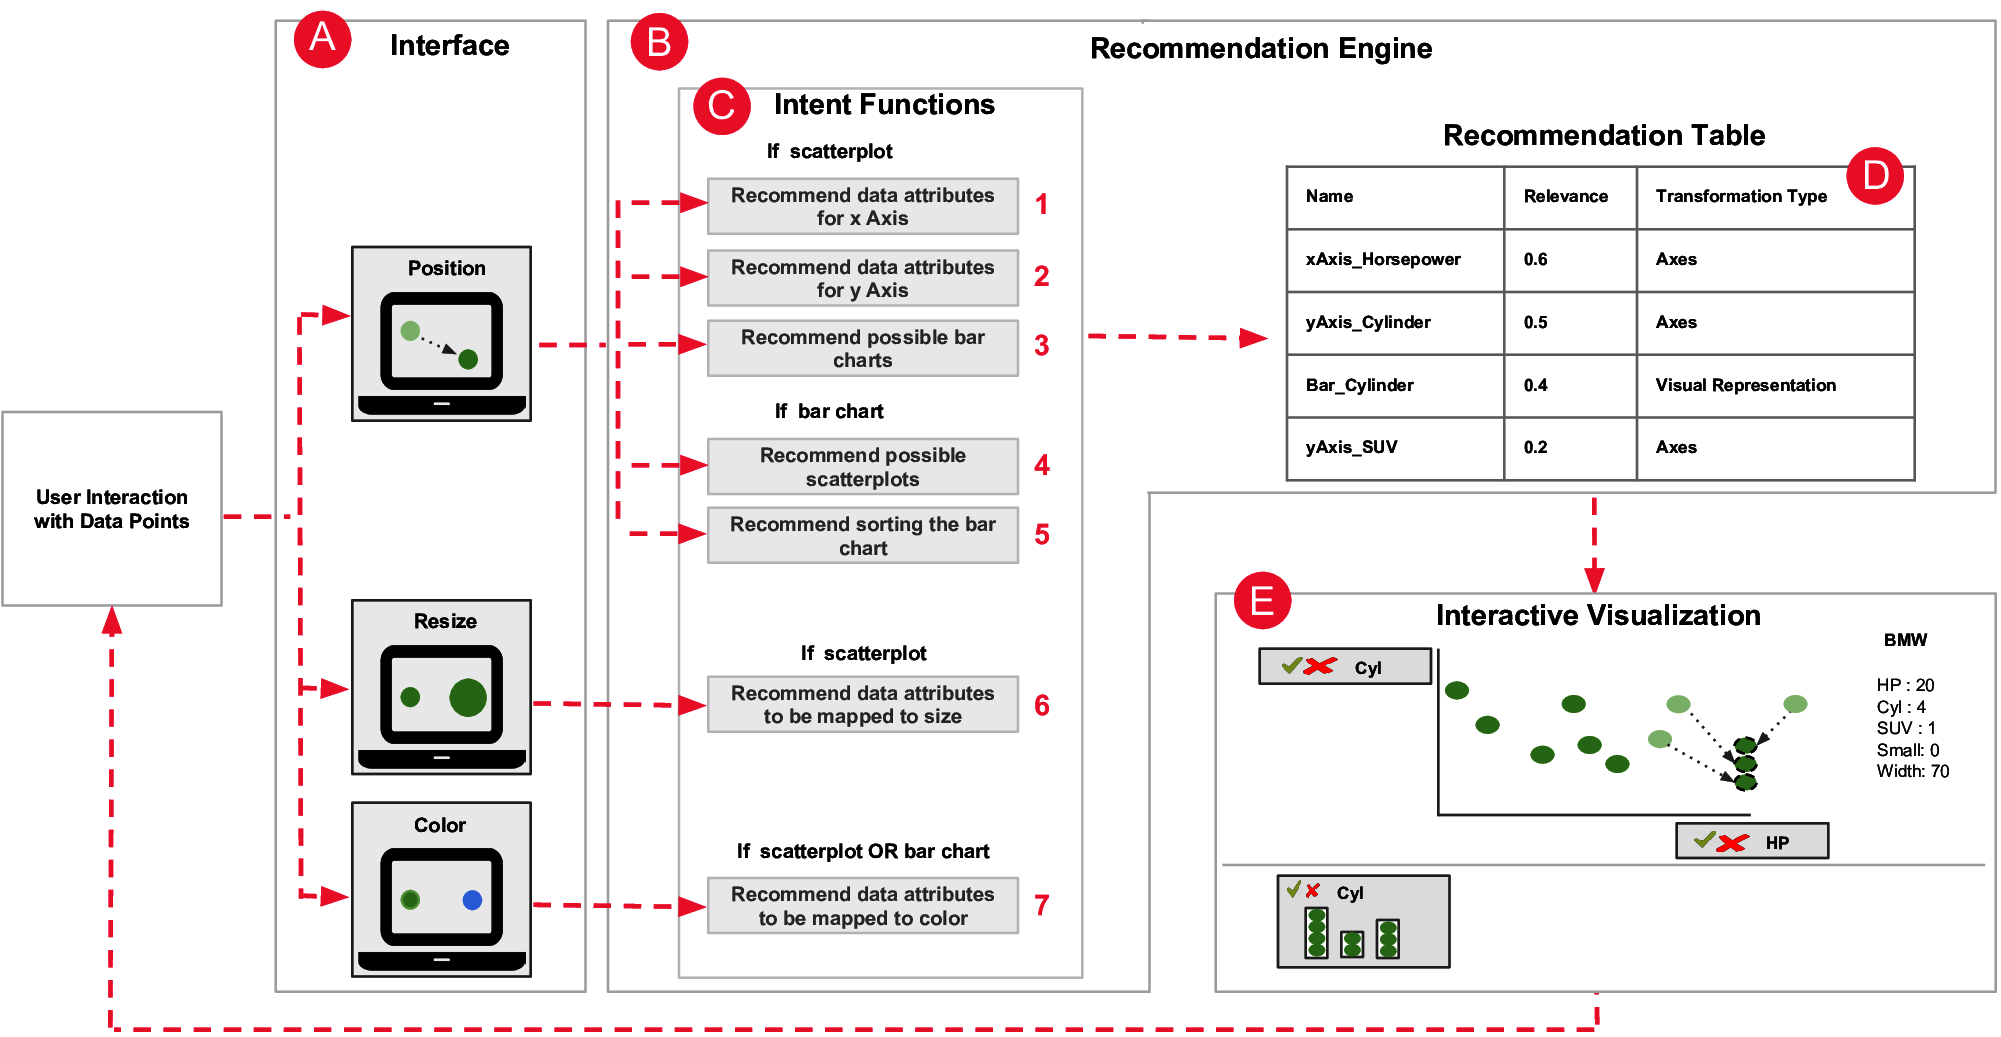 A
Interface
B
Recommendation Engine
C
Intent Functions
If scatterplot
Recommend data attributes
for x Axis
1
Recommend data attributes
for y Axis
2
Recommend possible bar
charts
3
If bar chart
Recommend possible
scatterplots
4
Recommend sorting the bar
chart
5
If scatterplot
Recommend data attributes
to be mapped to size
6
If scatterplot OR bar chart
Recommend data attributes
to be mapped to color
7
Position
Resize
Color
User Interaction
with Data Points
Recommendation Table
D
Name Relevance Transformation Type
xAxis_Horsepower 0.6 Axes
yAxis_Cylinder 0.5 Axes
Bar_Cylinder 0.4 Visual Representation
yAxis_SUV 0.2 Axes
E
Interactive Visualization
Cyl
BMW
HP : 20
Cyl : 4
SUV : 1
Small: 0
Width: 70
HP
Cyl